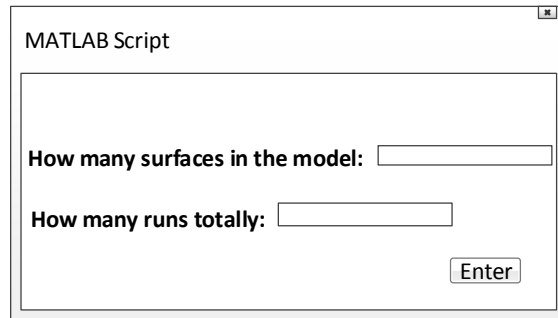 MATLAB Script
How many surfaces in the model:
How many runs totally:
Enter